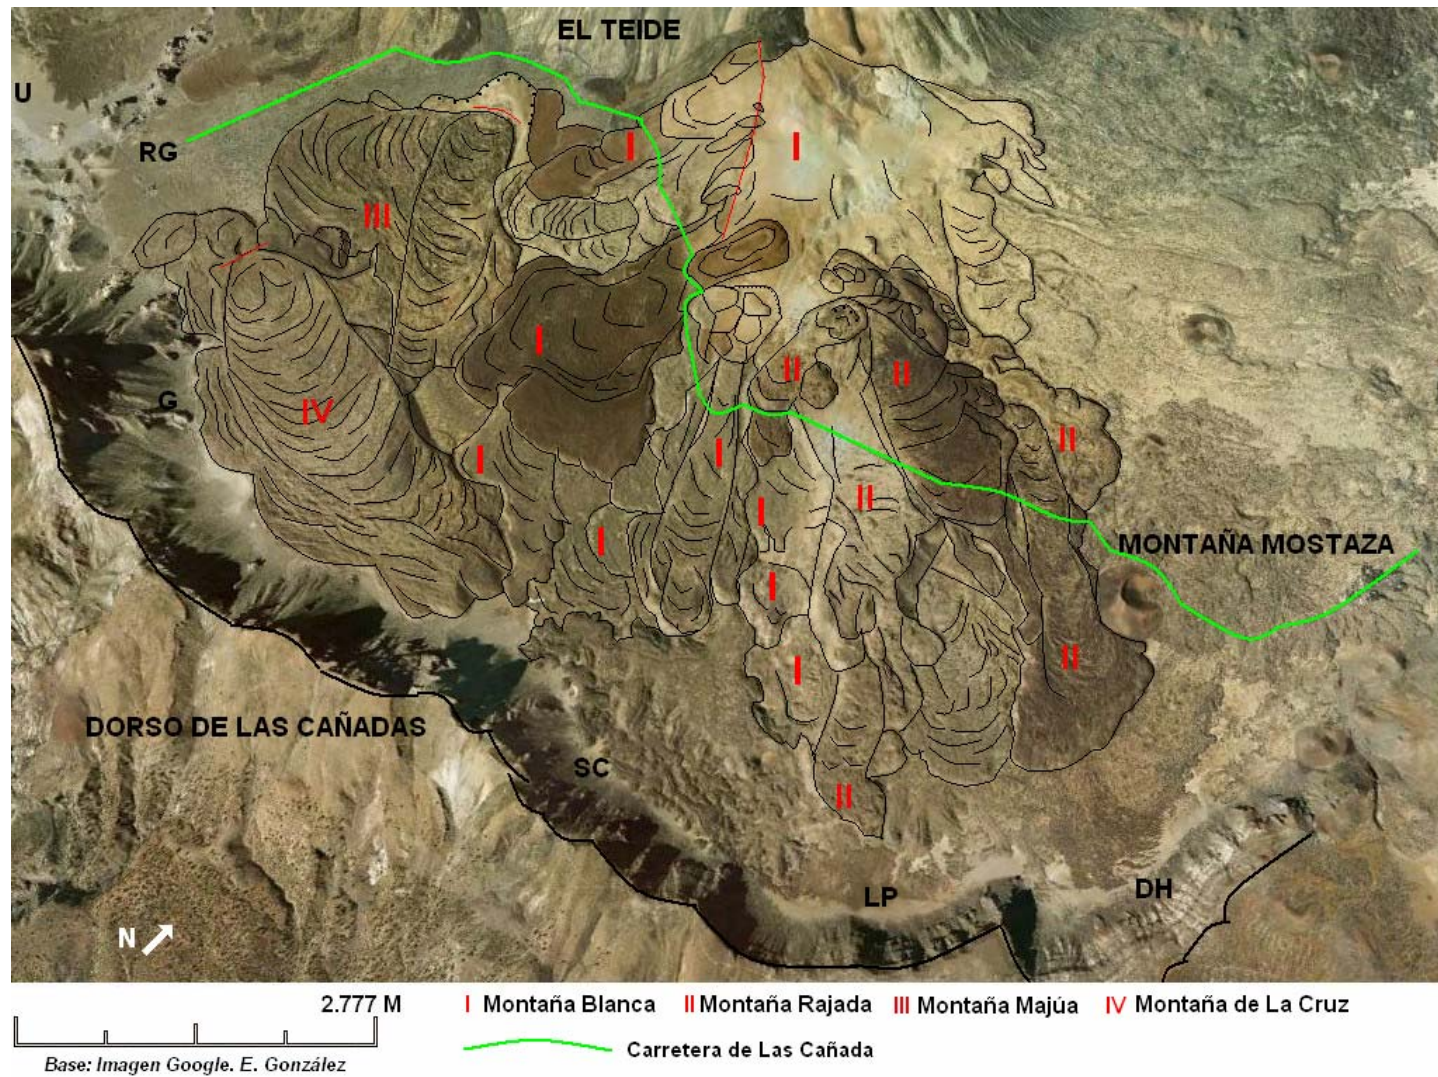 EL TEIDE
U
RG
I
I
III
I
II
II
G
IV
II
I
I
I
II
I
MONTAÑA MOSTAZA
I
II
I
DORSO DE LAS CAÑADAS
SC
II
LP
DH
N
2.777 M
I Montaña Blanca II Montaña Rajada III Montaña Majúa IV Montaña de La Cruz
Carretera de Las Cañada
Base: Imagen Google. E. González